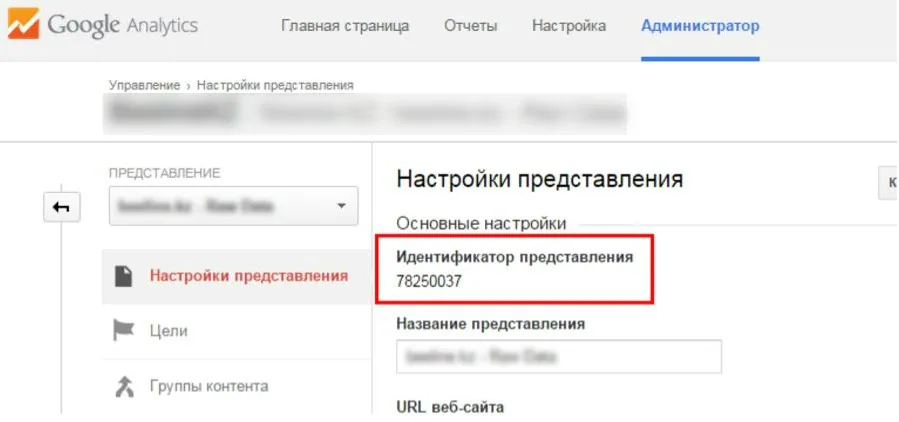 Google Analytics
Главная страница Отчеты Настройка Администратор
Управление › Настройки представления
ПРЕДСТАВЛЕНИЕ
Настройки представления
Цели
Группы контента
Настройки представления
К
Основные настройки
Идентификатор представления
78250037
Название представления
URL веб-сайта